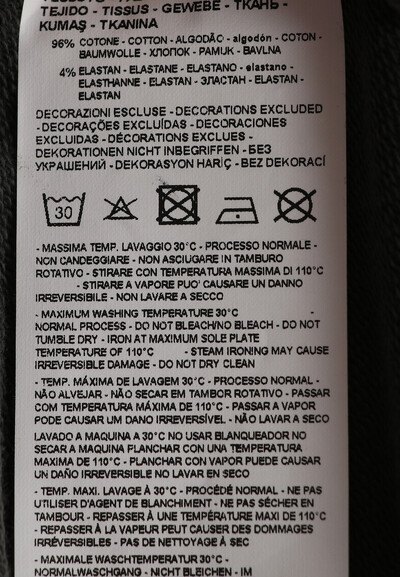 TEJIDO - TISSUS - GEWEBE - ТКАНЬ -
KUMAŞ - TKANINA
96% COTONE - COTTON - ALGODÃO - algodón - COTON -
BAUMWOLLE - ХЛОПОК - PAMUK - BAVLNA
4% ELASTAN - ELASTANE - ELASTANO - elastano -
ELASTHANNE - ELASTAN - ЭЛАСТАН - ELASTAN -
ELASTAN
DECORAZIONI ESCLUSE - DECORATIONS EXCLUDED
- DECORAÇÕES EXCLUÍDAS - DECORACIONES
EXCLUIDAS - DÉCORATIONS EXCLUES -
DEKORATIONEN NICHT INBEGRIFFEN - БЕЗ
УКРАШЕНИЙ - DEKORASYON HARİÇ - BEZ DEKORACÍ
30
- MASSIMA TEMP. LAVAGGIO 30°C - PROCESSO NORMALE -
NON CANDEGGIARE - NON ASCIUGARE IN TAMBURO
ROTATIVO - STIRARE CON TEMPERATURA MASSIMA DI 110°C
- STIRARE A VAPORE PUO' CAUSARE UN DANNO
IRREVERSIBILE - NON LAVARE A SECCO
- MAXIMUM WASHING TEMPERATURE 30°C -
NORMAL PROCESS - DO NOT BLEACH/NO BLEACH - DO NOT
TUMBLE DRY - IRON AT MAXIMUM SOLE PLATE
TEMPERATURE OF 110°C - STEAM IRONING MAY CAUSE
IRREVERSIBLE DAMAGE - DO NOT DRY CLEAN
- TEMP. MÁXIMA DE LAVAGEM 30°C - PROCESSO NORMAL -
NÃO ALVEJAR - NÃO SECAR EM TAMBOR ROTATIVO - PASSAR
COM TEMPERATURA MÁXIMA DE 110°C - PASSAR A VAPOR
PODE CAUSAR UM DANO IRREVERSÍVEL - NÃO LAVAR A SECO
LAVADO A MAQUINA A 30°C NO USAR BLANQUEADOR NO
SECAR A MAQUINA PLANCHAR CON UNA TEMPERATURA
MAXIMA DE 110°C - PLANCHAR CON VAPOR PUEDE CAUSAR
UN DAÑO IRREVERSIBLE NO LAVAR EN SECO
- TEMP. MAXI. LAVAGE À 30°C - PROCÉDÉ NORMAL - NE PAS
UTILISER D'AGENT DE BLANCHIMENT - NE PAS SÉCHER EN
TAMBOUR - REPASSER À UNE TEMPÉRATURE MAXI DE 110°C
- REPASSER À LA VAPEUR PEUT CAUSER DES DOMMAGES
IRRÉVERSIBLES - PAS DE NETTOYAGE À SEC
- MAXIMALE WASCHTEMPERATUR 30°C -
NORMALWASCHGANG - NICHT BLEICHEN - IM